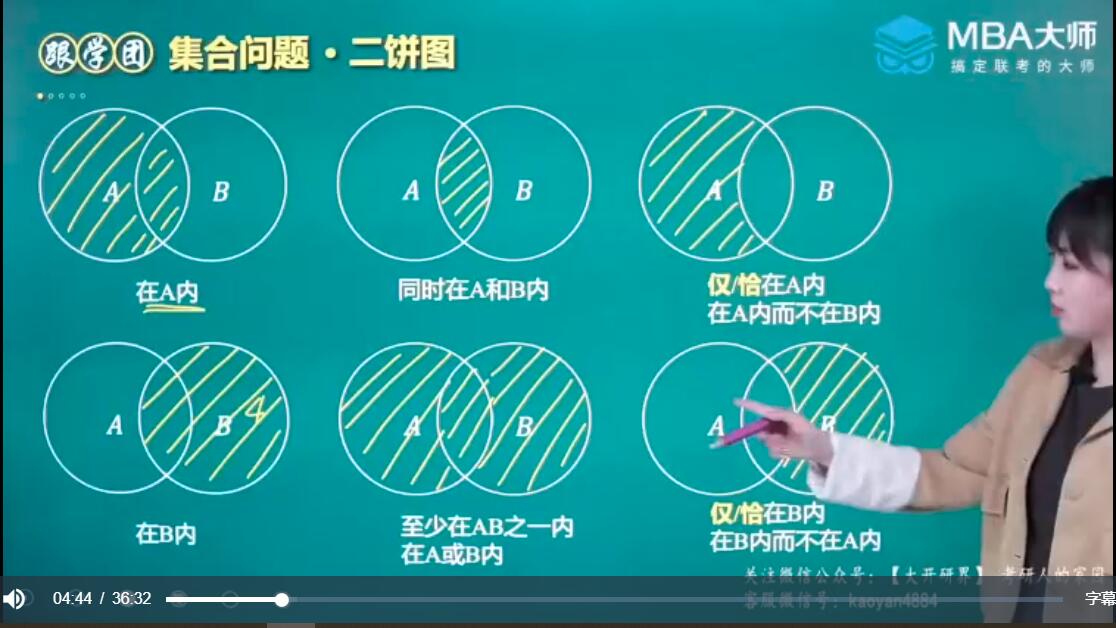 跟学团 集合问题·二饼图
MBA大师
搞定联考的大师
A B
A B
A B
在A内
同时在A和B内
仅/恰在A内
在A内而不在B内
A B 4
A B
A B
在B内
至少在AB之一内
在A或B内
仅/恰在B内
在B内而不在A内
关注微信公众号：【大开研界】 考研人的家园
客服微信号：kaoyan4884
04:44 / 36:32
字幕